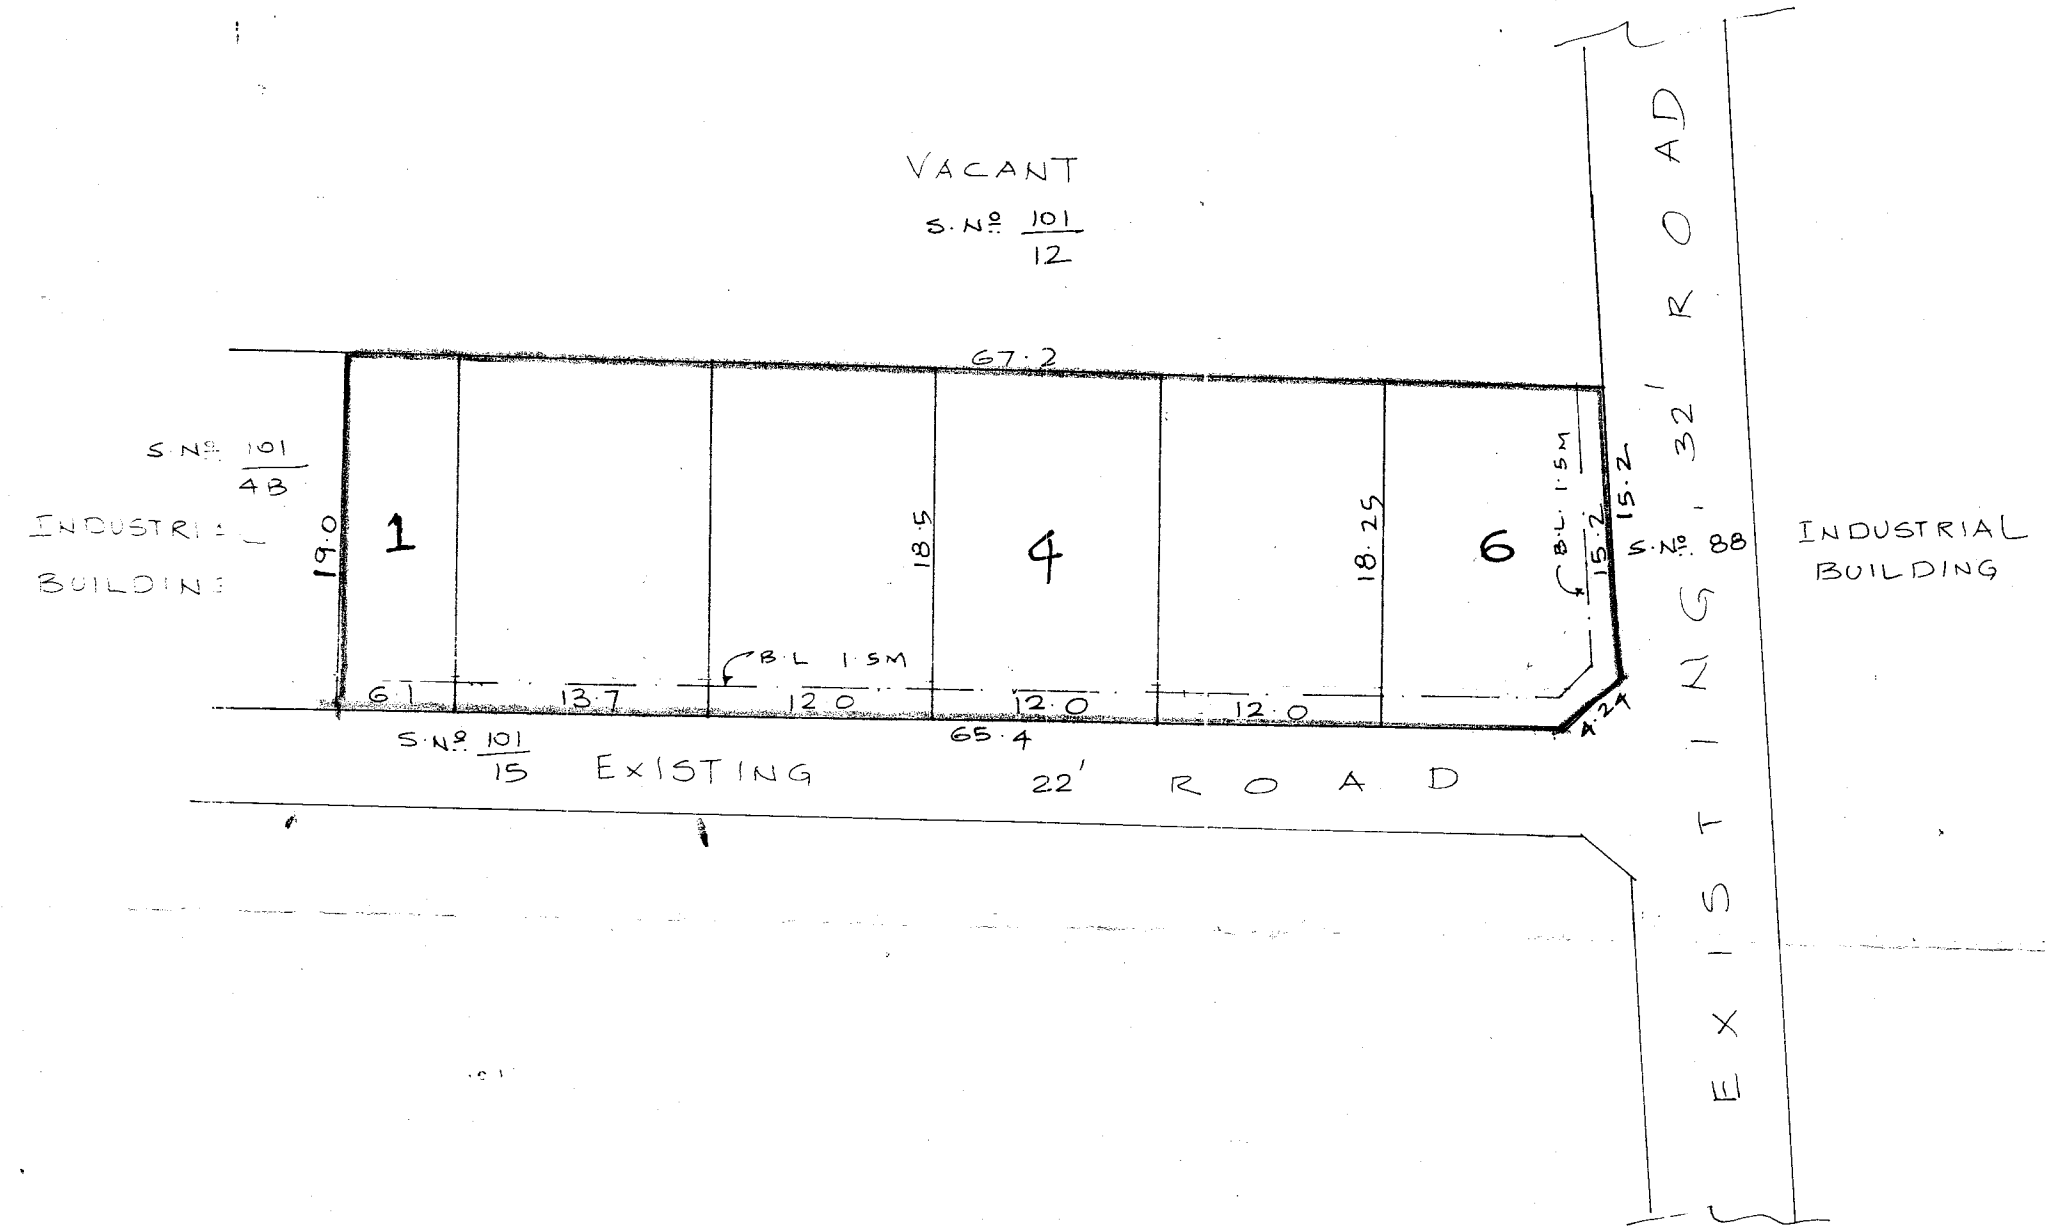 VACANT
S.Nº 101/12
67.2
S.Nº 101/4B
INDUSTRIAL
BUILDING
19.0
1
18.5
4
18.25
6
B.L. 1.5M
15.2
15.2
S.Nº 88
INDUSTRIAL
BUILDING
B.L 1.5M
6.1
13.7
12.0
12.0
12.0
4.24
65.4
S.Nº 101/15
EXISTING 22' ROAD
EXISTING 32' ROAD